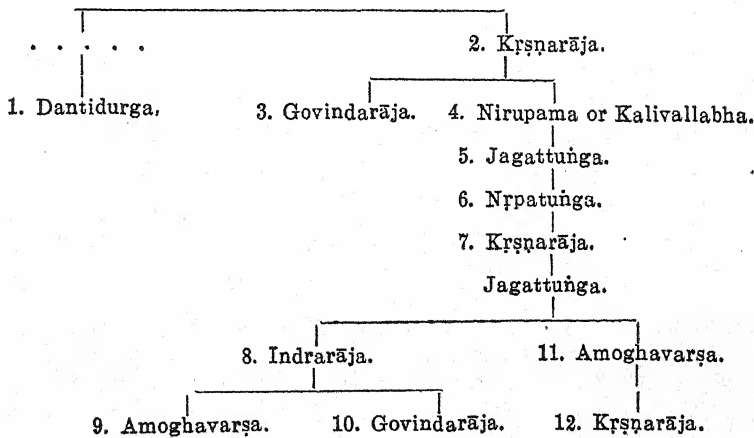 . . . . . 2. Kṛsṇarāja.
1. Dantidurga, 3. Govindarāja. 4. Nirupama or Kalivallabha.
5. Jagattuṅga.
6. Nṛpatuṅga.
7. Kṛṣṇarāja.
Jagattuṅga.
8. Indrarāja. 11. Amoghavarṣa.
9. Amoghavarṣa. 10. Govindarāja. 12. Kṛṣṇarāja.